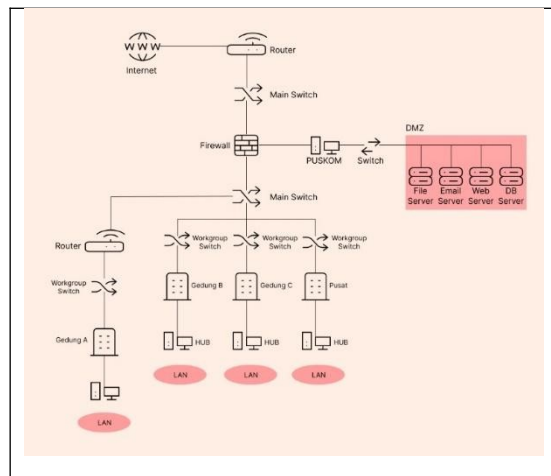 WWW
Internet
Router
Main Switch
Firewall
PUSKOM
Switch
DMZ
File
Server
Email
Server
Web
Server
DB
Server
Main Switch
Router
Workgroup
Switch
Workgroup
Switch
Workgroup
Switch
Workgroup
Switch
Gedung B
Gedung C
Pusat
Gedung A
HUB
HUB
HUB
LAN
LAN
LAN
LAN